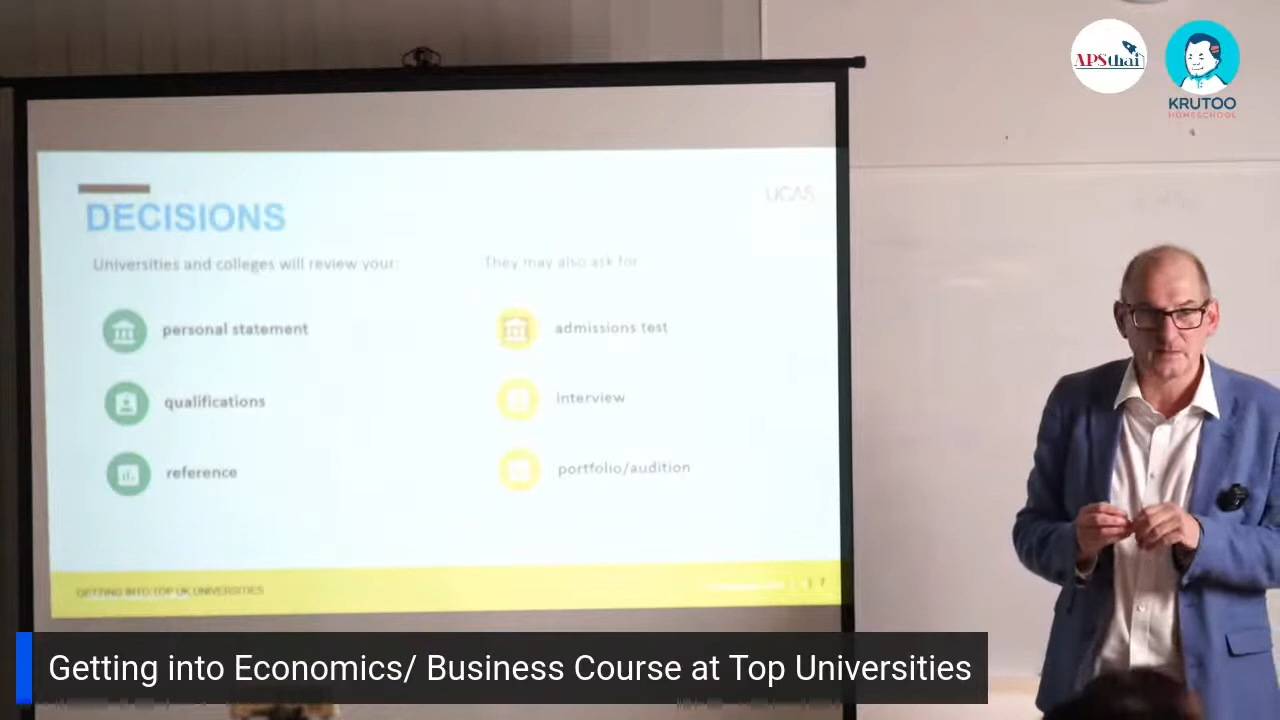 APSthai
KRUTOO
HOMESCHOOL
UCAS
DECISIONS
Universities and colleges will review your:
personal statement
qualifications
reference
They may also ask for
admissions test
interview
portfolio/audition
GETTING INTO TOP UK UNIVERSITIES
7
Getting into Economics/ Business Course at Top Universities